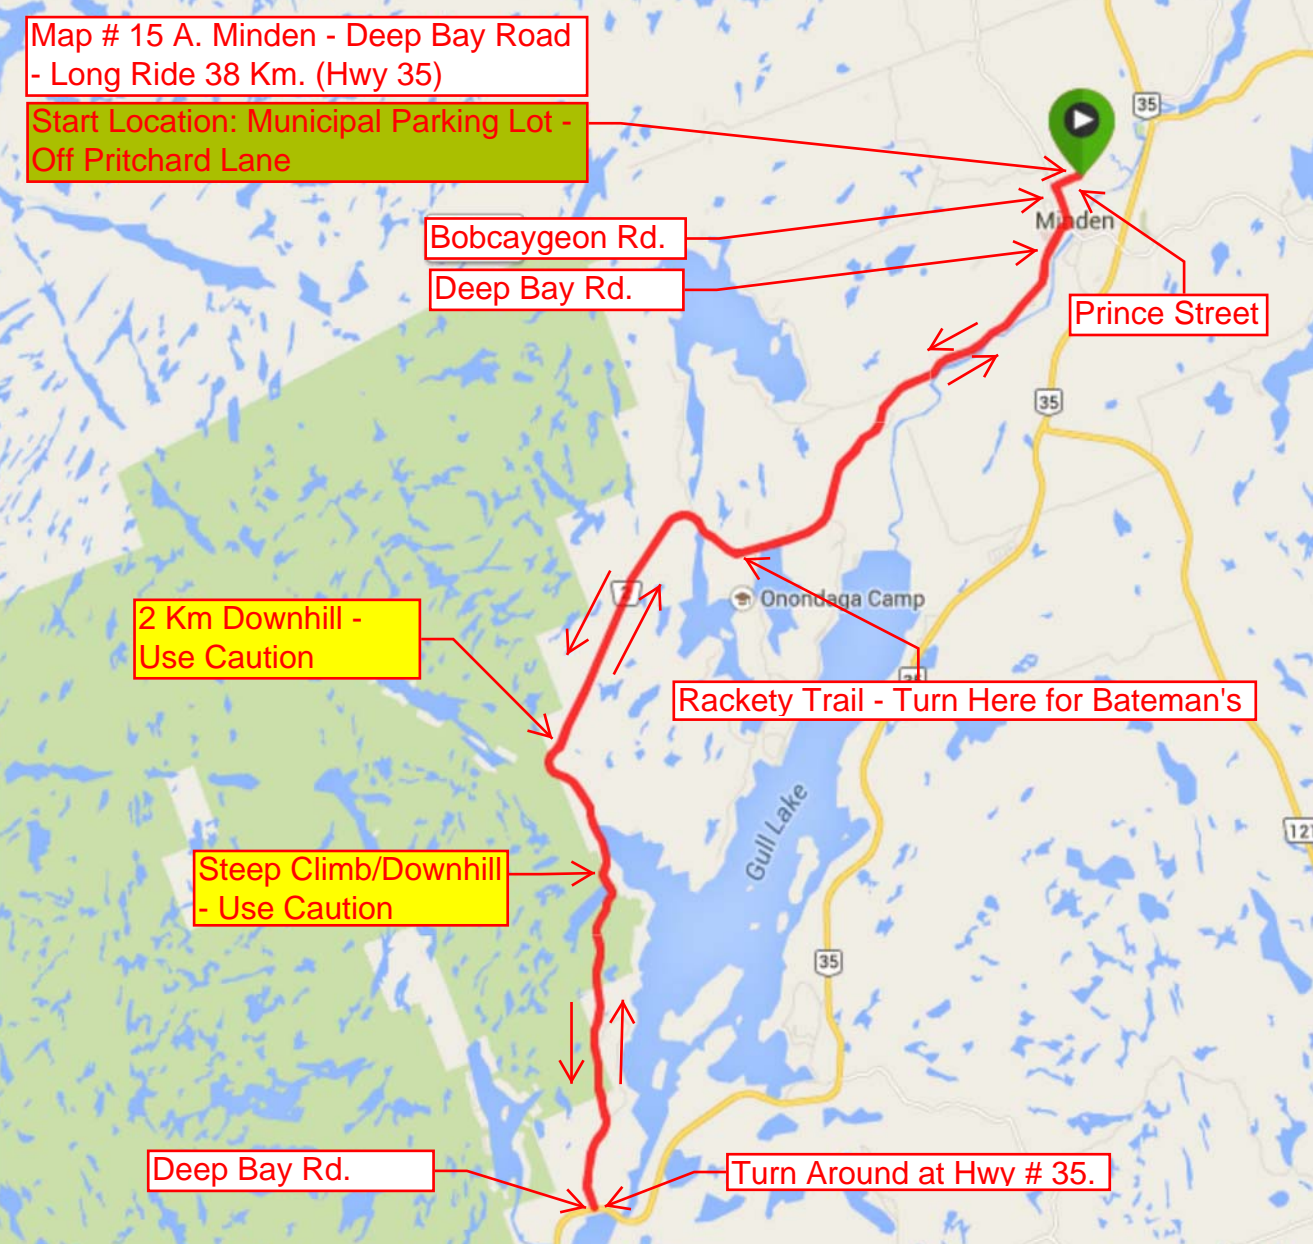 Map # 15 A. Minden - Deep Bay Road
- Long Ride 38 Km. (Hwy 35)
Start Location: Municipal Parking Lot -
Off Pritchard Lane
35
Minden
Bobcaygeon Rd.
Deep Bay Rd.
Prince Street
35
2
Onondaga Camp
2 Km Downhill -
Use Caution
35
Rackety Trail - Turn Here for Bateman's
Gull Lake
121
Steep Climb/Downhill
- Use Caution
35
Deep Bay Rd.
Turn Around at Hwy # 35.